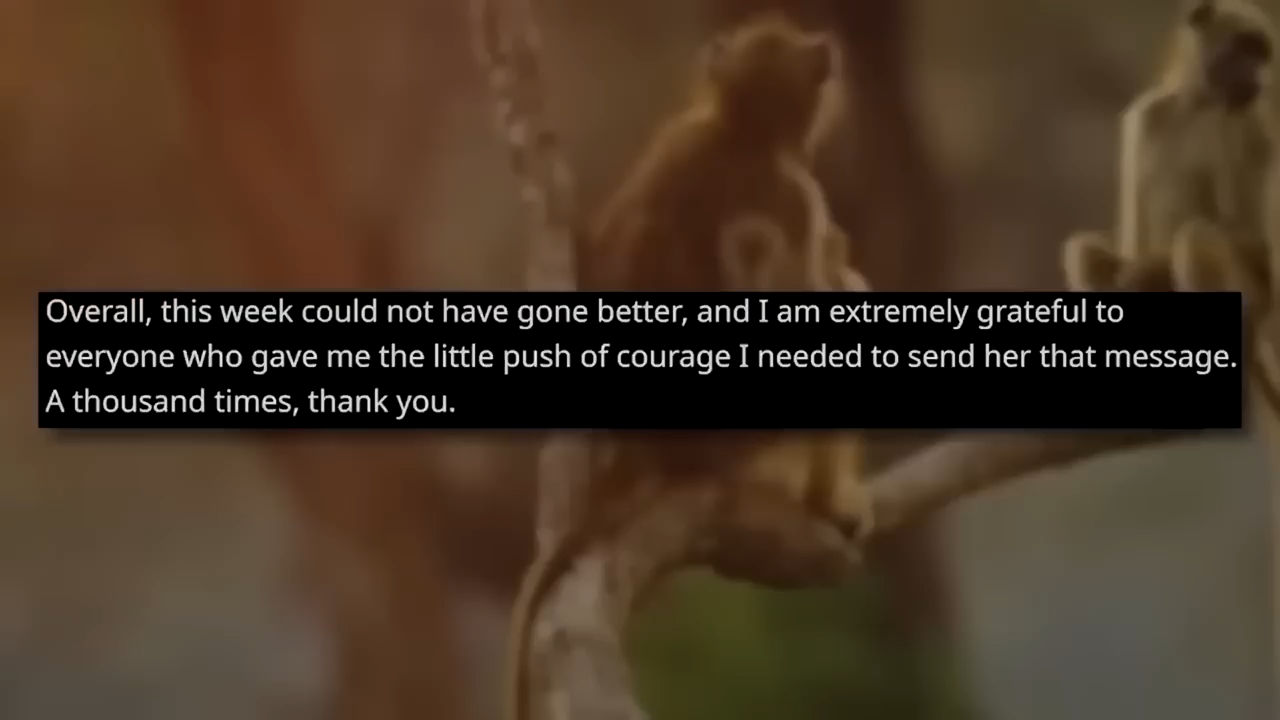 Overall, this week could not have gone better, and I am extremely grateful to
everyone who gave me the little push of courage I needed to send her that message.
A thousand times, thank you.